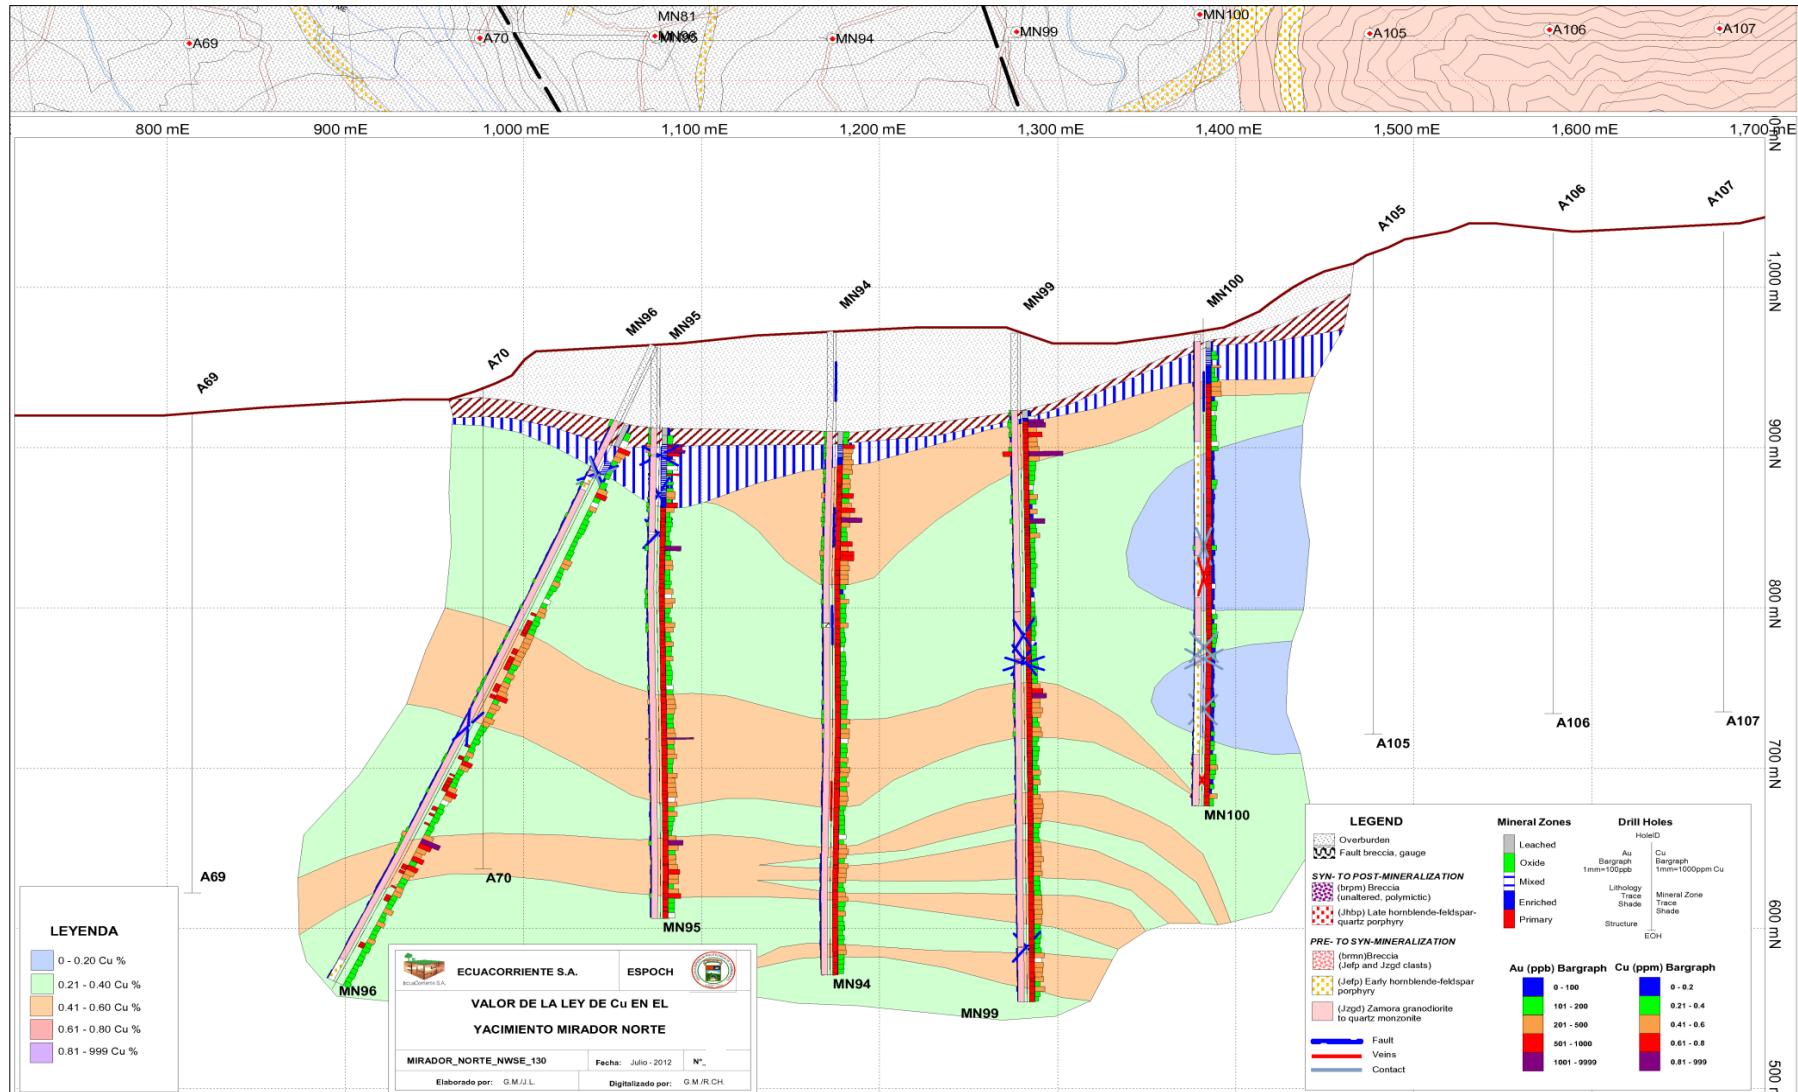 A69
A70
MN81
MN96
MN95
MN94
MN99
MN100
A105
A106
A107
800 mE
900 mE
1,000 mE
1,100 mE
1,200 mE
1,300 mE
1,400 mE
1,500 mE
1,600 mE
1,700 mE
0 mN
1,000 mN
900 mN
800 mN
700 mN
600 mN
A69
A70
MN96
MN95
MN94
MN99
MN100
A105
A106
A107
A69
A70
MN96
MN95
MN94
MN99
MN100
A105
A106
A107
LEYENDA
0 - 0.20 Cu %
0.21 - 0.40 Cu %
0.41 - 0.60 Cu %
0.61 - 0.80 Cu %
0.81 - 999 Cu %
EcuaCorriente S.A.
ECUACORRIENTE S.A.
ESPOCH
VALOR DE LA LEY DE Cu EN EL
YACIMIENTO MIRADOR NORTE
MIRADOR_NORTE_NWSE_130
Fecha: Julio - 2012
N°_
Elaborado por: G.M./J.L.
Digitalizado por: G.M./R.CH.
LEGEND
Overburden
Fault breccia, gauge
SYN- TO POST-MINERALIZATION
(brpm) Breccia
(unaltered, polymictic)
(Jhbp) Late hornblende-feldspar-
quartz porphyry
PRE- TO SYN-MINERALIZATION
(brmn)Breccia
(Jefp and Jzgd clasts)
(Jefp) Early hornblende-feldspar
porphyry
(Jzgd) Zamora granodiorite
to quartz monzonite
Fault
Veins
Contact
Mineral Zones
Leached
Oxide
Mixed
Enriched
Primary
Drill Holes
HoleID
Au
Bargraph
1mm=100ppb
Cu
Bargraph
1mm=1000ppm Cu
Lithology
Trace
Shade
Mineral Zone
Trace
Shade
Structure
EOH
Au (ppb) Bargraph
0 - 100
101 - 200
201 - 500
501 - 1000
1001 - 9999
Cu (ppm) Bargraph
0 - 0.2
0.21 - 0.4
0.41 - 0.6
0.61 - 0.8
0.81 - 999